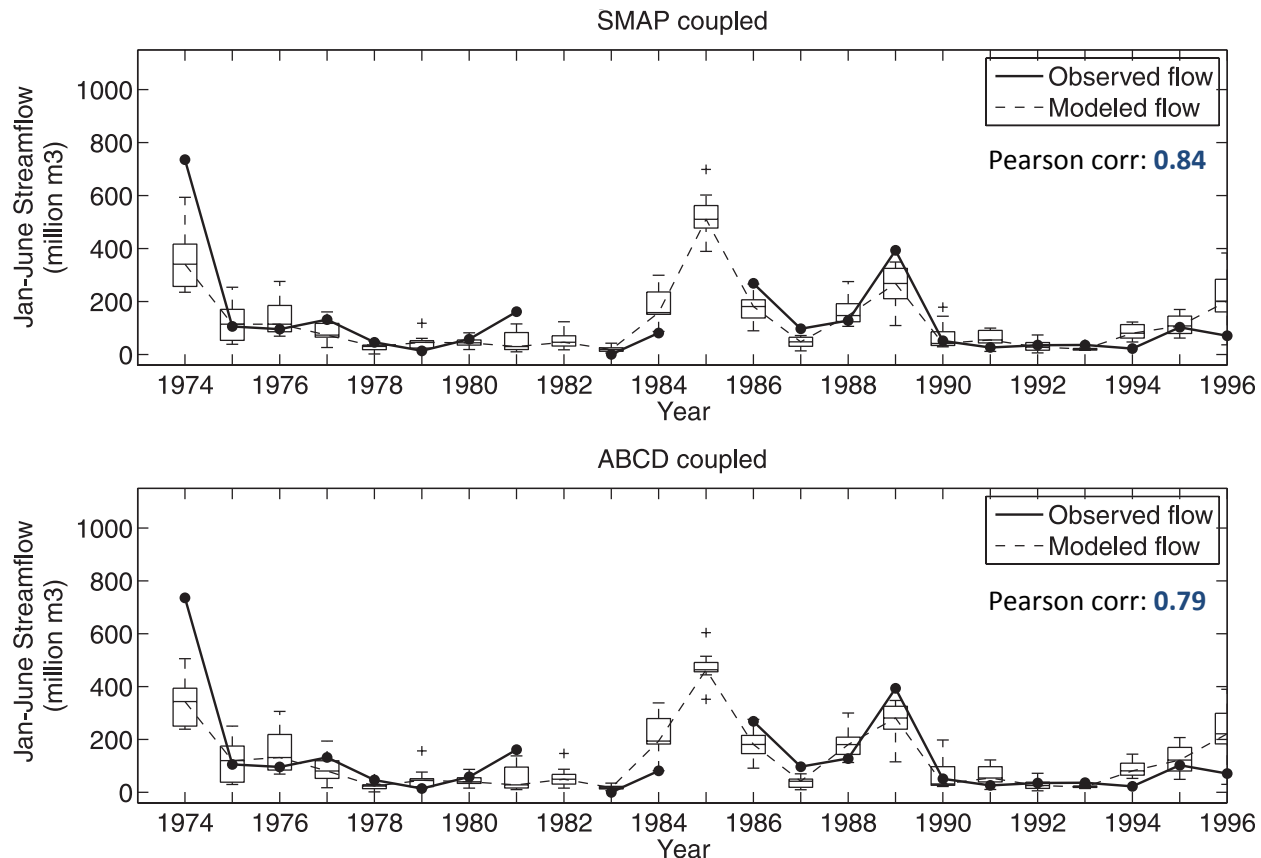 SMAP coupled
1000
800
600
400
200
0
Jan-June Streamflow
(million m3)
Observed flow
Modeled flow
Pearson corr: 0.84
1974 1976 1978 1980 1982 1984 1986 1988 1990 1992 1994 1996
Year
ABCD coupled
1000
800
600
400
200
0
Jan-June Streamflow
(million m3)
Observed flow
Modeled flow
Pearson corr: 0.79
1974 1976 1978 1980 1982 1984 1986 1988 1990 1992 1994 1996
Year